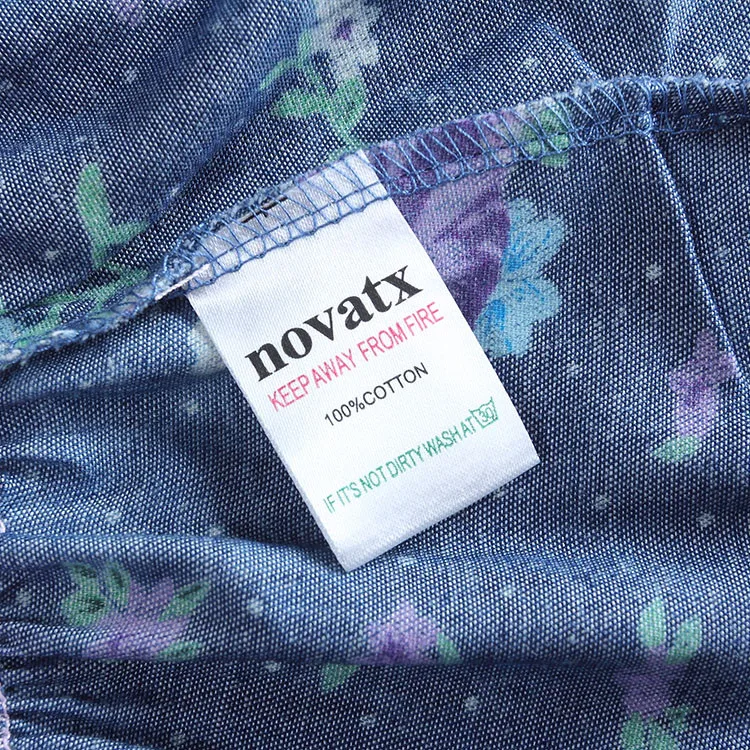 novatx
KEEP AWAY FROM FIRE
100%COTTON
IF IT'S NOT DIRTY WASH AT 30